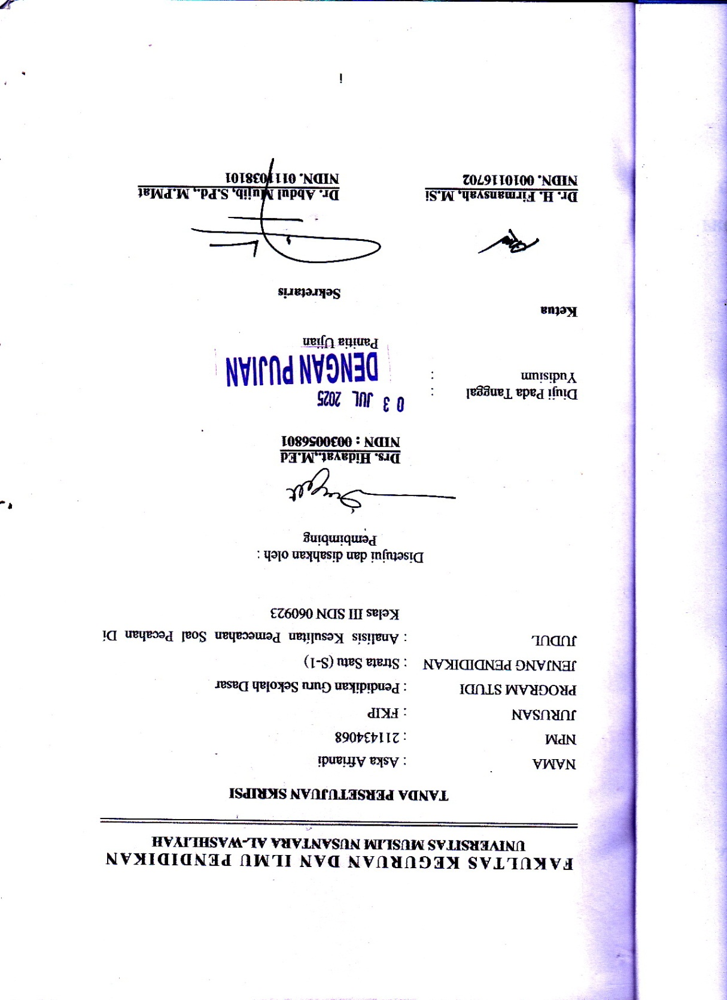 FAKULTAS KEGURUAN DAN ILMU PENDIDIKAN
UNIVERSITAS MUSLIM NUSANTARA AL-WASHLIYAH
TANDA PERSETUJUAN SKRIPSI
NAMA : Aska Afriandi
NPM : 211434068
JURUSAN : FKIP
PROGRAM STUDI : Pendidikan Guru Sekolah Dasar
JENJANG PENDIDIKAN : Strata Satu (S-1)
JUDUL : Analisis Kesulitan Pemecahan Soal Pecahan Di
Kelas III SDN 060923
Disetujui dan disahkan oleh :
Pembimbing
Drs. Hidayat.,M.Ed
NIDN : 0030056801
Diuji Pada Tanggal : 03 JUL 2025
Yudisium : DENGAN PUJIAN
Panitia Ujian
Ketua
Sekretaris
Dr. H. Firmansyah, M.Si
Dr. Abdul Mujib, S.Pd., M.PMat
NIDN. 0010116702
NIDN. 0111038101
i